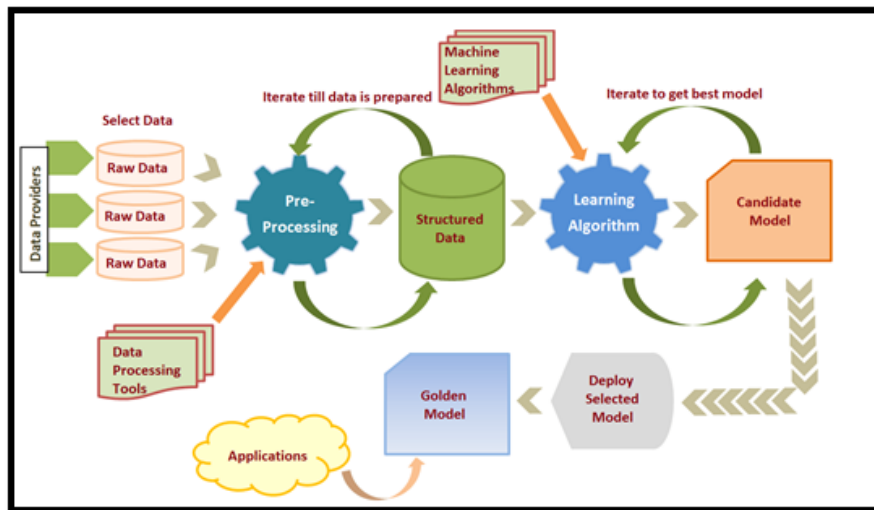 Machine
Learning
Algorithms
Iterate till data is prepared
Iterate to get best model
Select Data
Data Providers
Raw Data
Raw Data
Raw Data
Pre-
Processing
Structured
Data
Learning
Algorithm
Candidate
Model
Data
Processing
Tools
Golden
Model
Deploy
Selected
Model
Applications